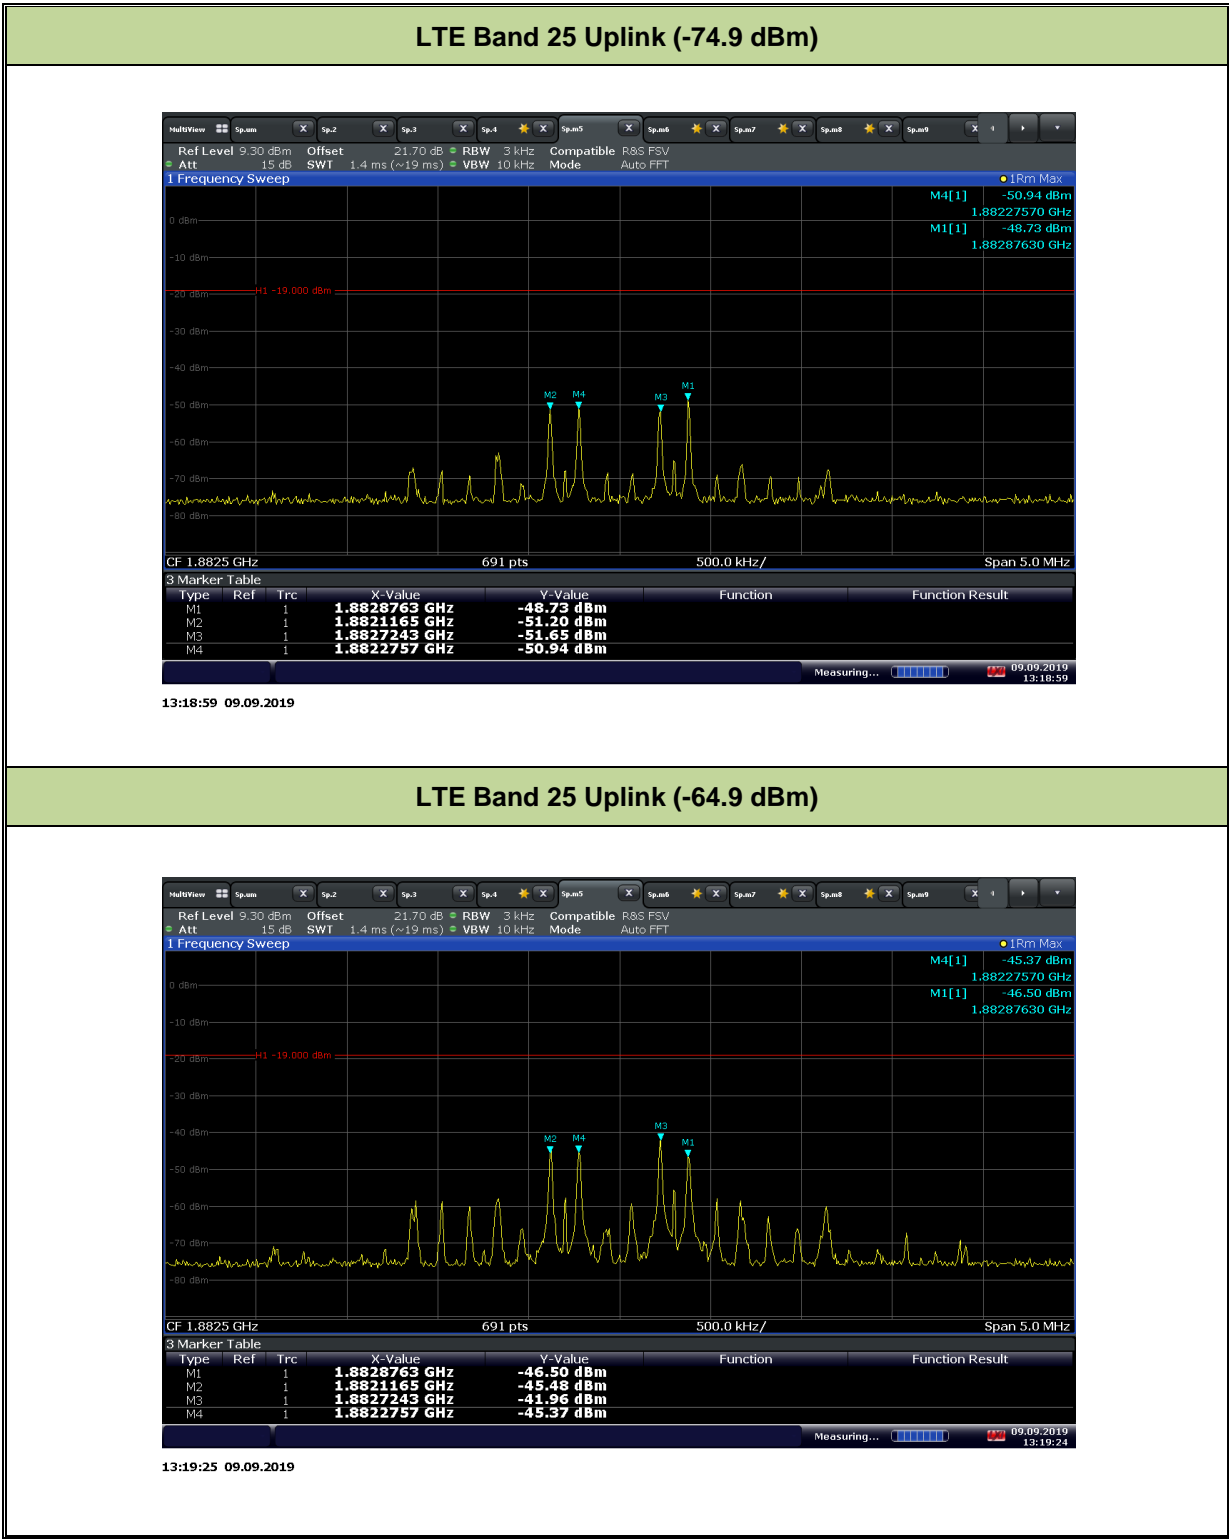 LTE Band 25 Uplink (-74.9 dBm)
MultiView Sp.um X Sp.2 X Sp.3 X Sp.4 X Sp.m5 X Sp.m6 X Sp.m7 X Sp.m8 X Sp.m9 X
Ref Level 9.30 dBm Offset 21.70 dB RBW 3 kHz Compatible R&S FSV
Att 15 dB SWT 1.4 ms (~19 ms) VBW 10 kHz Mode Auto FFT
1 Frequency Sweep 1Rm Max
M4[1] -50.94 dBm
1.88227570 GHz
0 dBm
M1[1] -48.73 dBm
1.88287630 GHz
-10 dBm
H1 -19.000 dBm
-20 dBm
-30 dBm
-40 dBm
M1
M2 M4 M3
-50 dBm
-60 dBm
-70 dBm
-80 dBm
CF 1.8825 GHz 691 pts 500.0 kHz/ Span 5.0 MHz
3 Marker Table
Type Ref Trc X-Value Y-Value Function Function Result
M1 1 1.8828763 GHz -48.73 dBm
M2 1 1.8821165 GHz -51.20 dBm
M3 1 1.8827243 GHz -51.65 dBm
M4 1 1.8822757 GHz -50.94 dBm
Measuring... 09.09.2019
13:18:59
13:18:59 09.09.2019
LTE Band 25 Uplink (-64.9 dBm)
MultiView Sp.um X Sp.2 X Sp.3 X Sp.4 X Sp.m5 X Sp.m6 X Sp.m7 X Sp.m8 X Sp.m9 X
Ref Level 9.30 dBm Offset 21.70 dB RBW 3 kHz Compatible R&S FSV
Att 15 dB SWT 1.4 ms (~19 ms) VBW 10 kHz Mode Auto FFT
1 Frequency Sweep 1Rm Max
M4[1] -45.37 dBm
1.88227570 GHz
0 dBm
M1[1] -46.50 dBm
1.88287630 GHz
-10 dBm
H1 -19.000 dBm
-20 dBm
-30 dBm
-40 dBm
M3
M2 M4 M1
-50 dBm
-60 dBm
-70 dBm
-80 dBm
CF 1.8825 GHz 691 pts 500.0 kHz/ Span 5.0 MHz
3 Marker Table
Type Ref Trc X-Value Y-Value Function Function Result
M1 1 1.8828763 GHz -46.50 dBm
M2 1 1.8821165 GHz -45.48 dBm
M3 1 1.8827243 GHz -41.96 dBm
M4 1 1.8822757 GHz -45.37 dBm
Measuring... 09.09.2019
13:19:24
13:19:25 09.09.2019